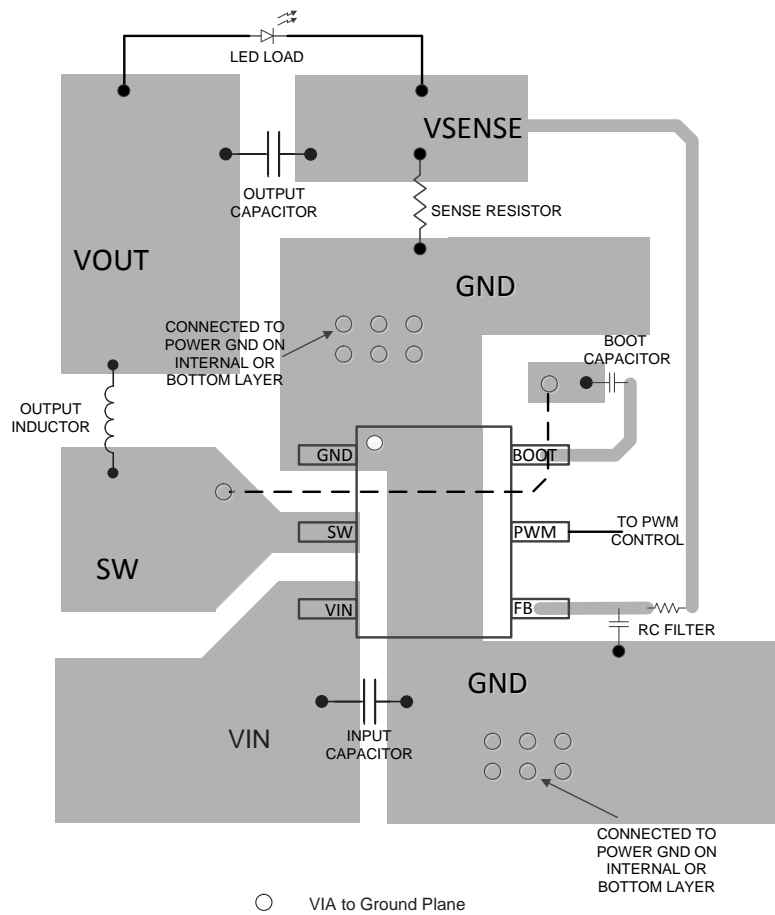 LED LOAD
VSENSE
OUTPUT
CAPACITOR
SENSE RESISTOR
VOUT
GND
CONNECTED TO
POWER GND ON
INTERNAL OR
BOTTOM LAYER
BOOT
CAPACITOR
OUTPUT
INDUCTOR
GND
BOOT
SW
PWM
TO PWM
CONTROL
SW
VIN
FB
RC FILTER
GND
VIN
INPUT
CAPACITOR
CONNECTED TO
POWER GND ON
INTERNAL OR
BOTTOM LAYER
VIA to Ground Plane